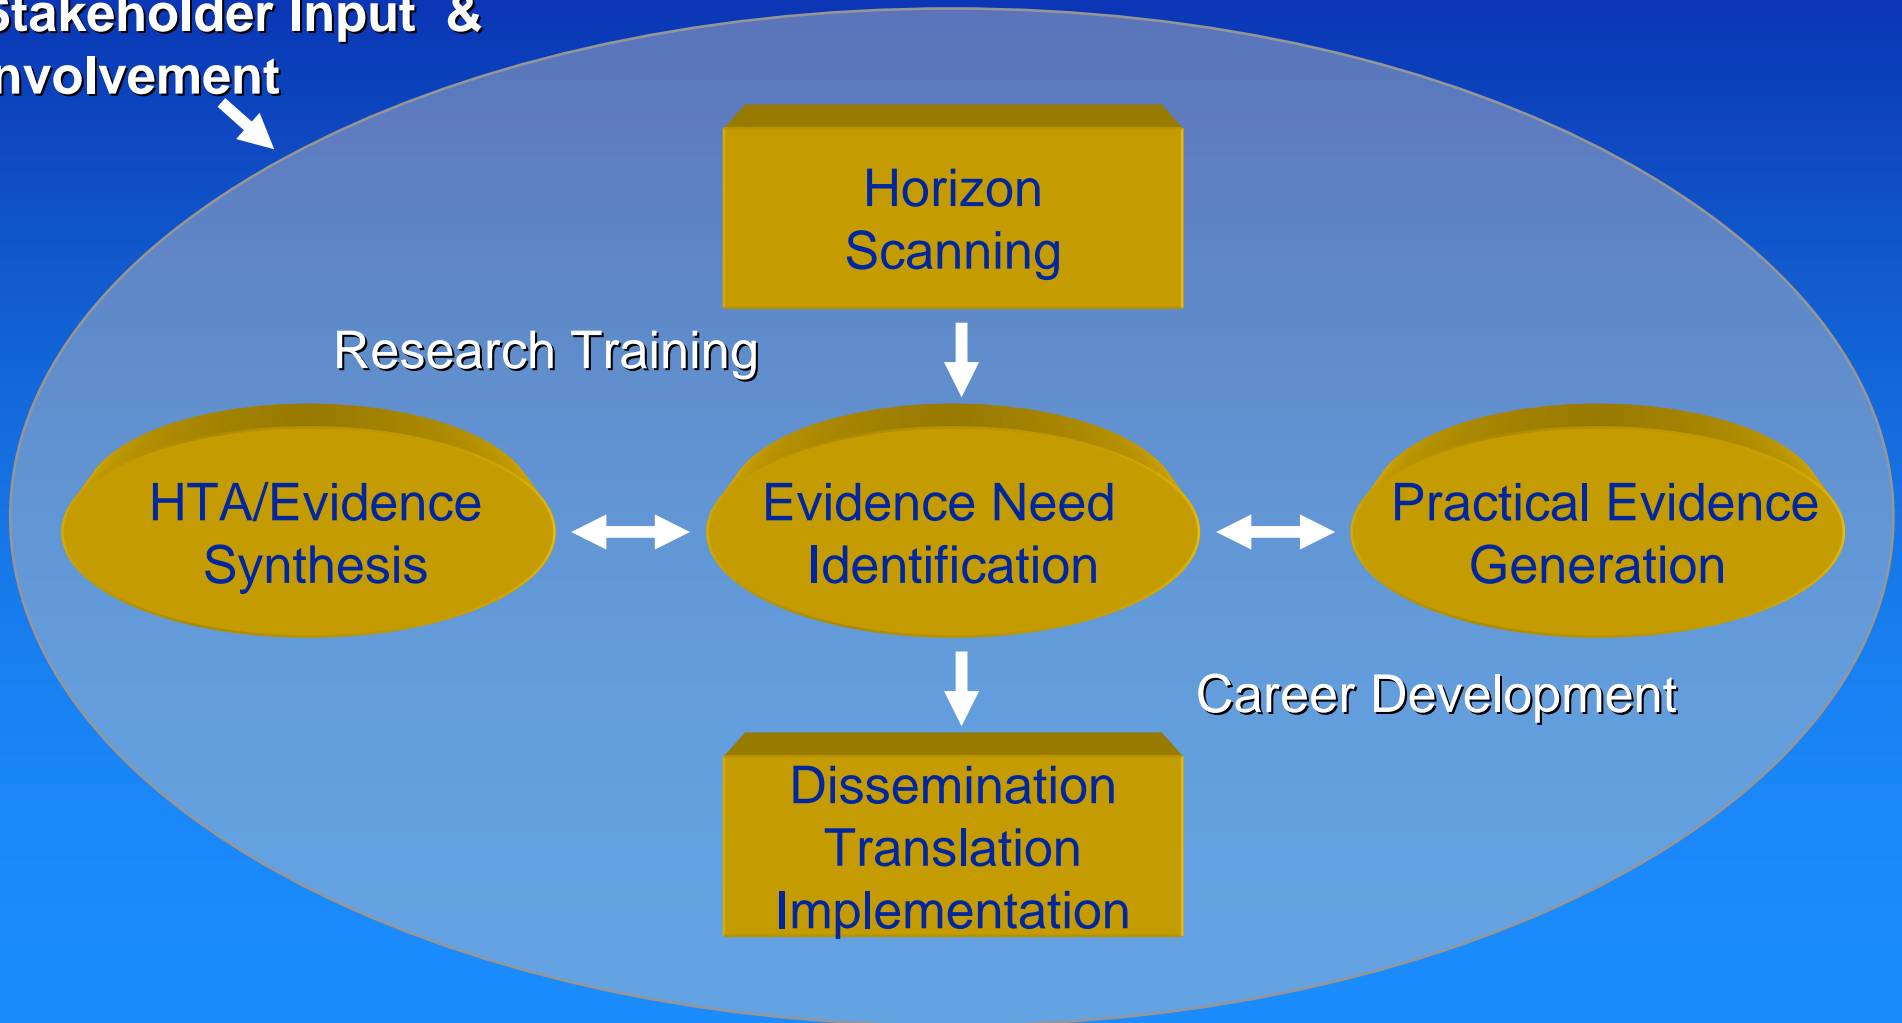 Stakeholder Input &
nvolvement
Horizon
Scanning
Research Training
HTA/Evidence
Synthesis
Evidence Need
Identification
Practical Evidence
Generation
Career Development
Dissemination
Translation
Implementation